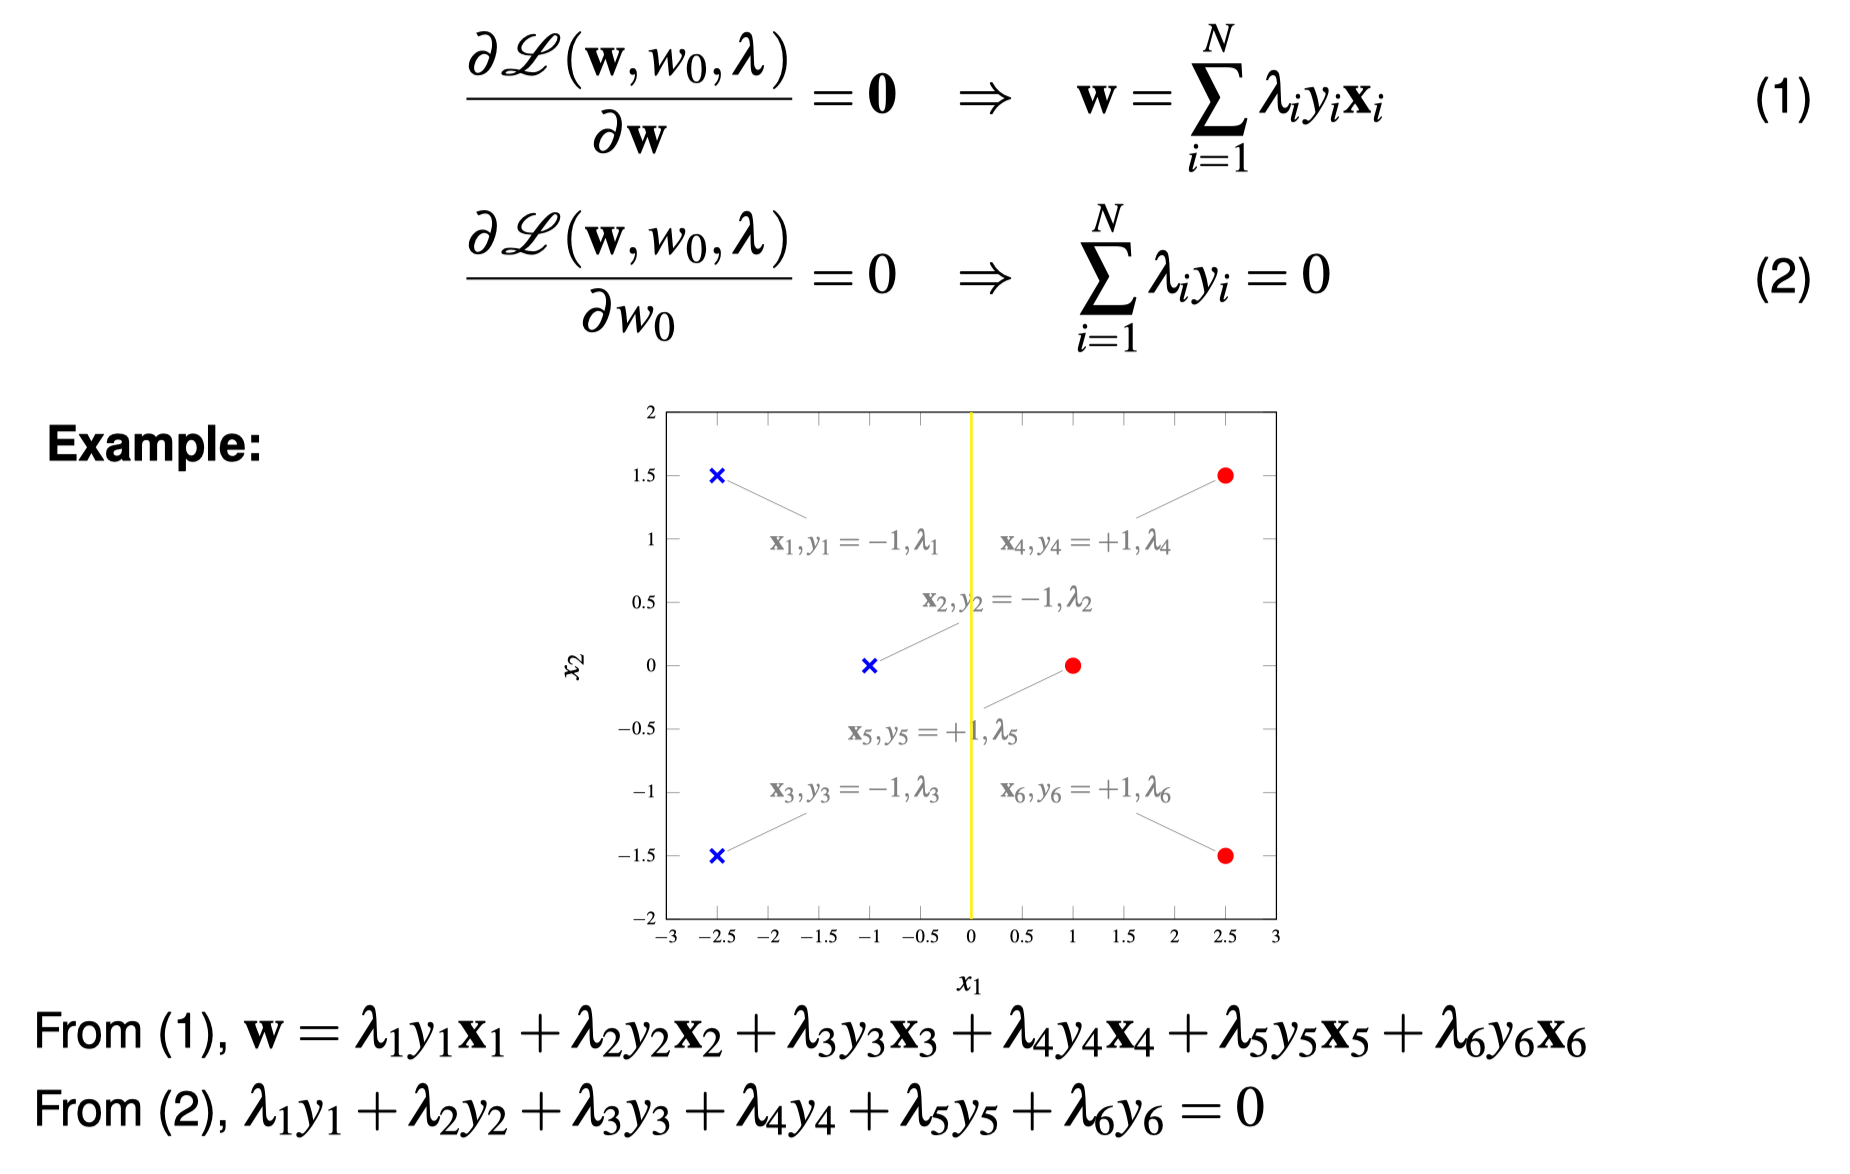 ∂ℒ(𝐰, w₀, λ)/∂𝐰 = 𝟎 ⇒ 𝐰 = ∑_{i=1}^{N} λᵢyᵢ𝐱ᵢ (1)
∂ℒ(𝐰, w₀, λ)/∂w₀ = 0 ⇒ ∑_{i=1}^{N} λᵢyᵢ = 0 (2)
Example:
2
1.5
1
0.5
0
−0.5
−1
−1.5
−2
x₂
𝐱₁, y₁ = −1, λ₁
𝐱₄, y₄ = +1, λ₄
𝐱₂, y₂ = −1, λ₂
𝐱₅, y₅ = +1, λ₅
𝐱₃, y₃ = −1, λ₃
𝐱₆, y₆ = +1, λ₆
−3 −2.5 −2 −1.5 −1 −0.5 0 0.5 1 1.5 2 2.5 3
x₁
From (1), 𝐰 = λ₁y₁𝐱₁ + λ₂y₂𝐱₂ + λ₃y₃𝐱₃ + λ₄y₄𝐱₄ + λ₅y₅𝐱₅ + λ₆y₆𝐱₆
From (2), λ₁y₁ + λ₂y₂ + λ₃y₃ + λ₄y₄ + λ₅y₅ + λ₆y₆ = 0